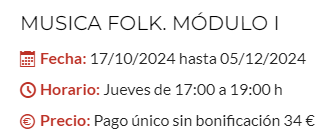 MUSICA FOLK. MÓDULO I
Fecha: 17/10/2024 hasta 05/12/2024
Horario: Jueves de 17:00 a 19:00 h
Precio: Pago único sin bonificación 34 €